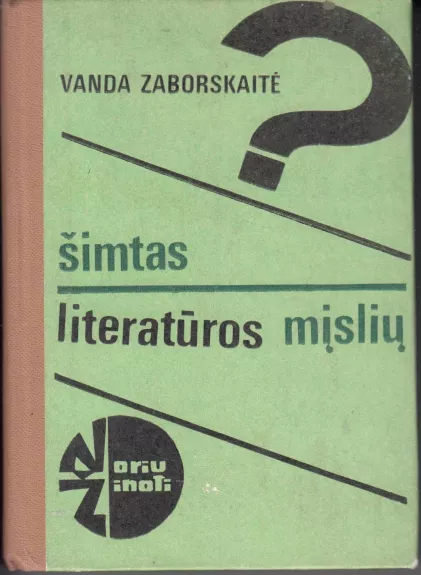 VANDA ZABORSKAITĖ
?
šimtas
literatūros mįslių
Noriu
Žinoti